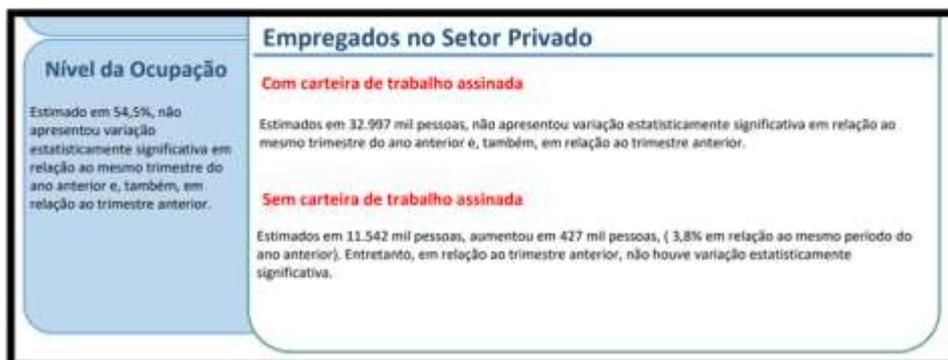 Nível da Ocupação
Estimado em 54,5%, não
apresentou variação
estatisticamente significativa em
relação ao mesmo trimestre do
ano anterior e, também, em
relação ao trimestre anterior.
Empregados no Setor Privado
Com carteira de trabalho assinada
Estimados em 32.997 mil pessoas, não apresentou variação estatisticamente significativa em relação ao
mesmo trimestre do ano anterior e, também, em relação ao trimestre anterior.
Sem carteira de trabalho assinada
Estimados em 11.542 mil pessoas, aumentou em 427 mil pessoas, ( 3,8% em relação ao mesmo período do
ano anterior). Entretanto, em relação ao trimestre anterior, não houve variação estatisticamente
significativa.